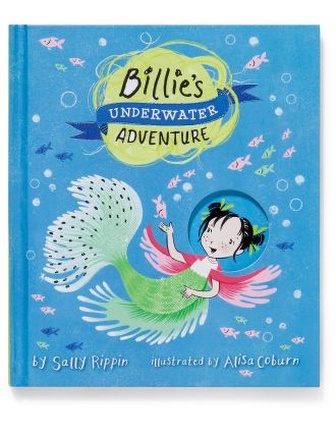 Billie's
UNDERWATER
ADVENTURE
by Sally Rippin illustrated by Alisa Coburn